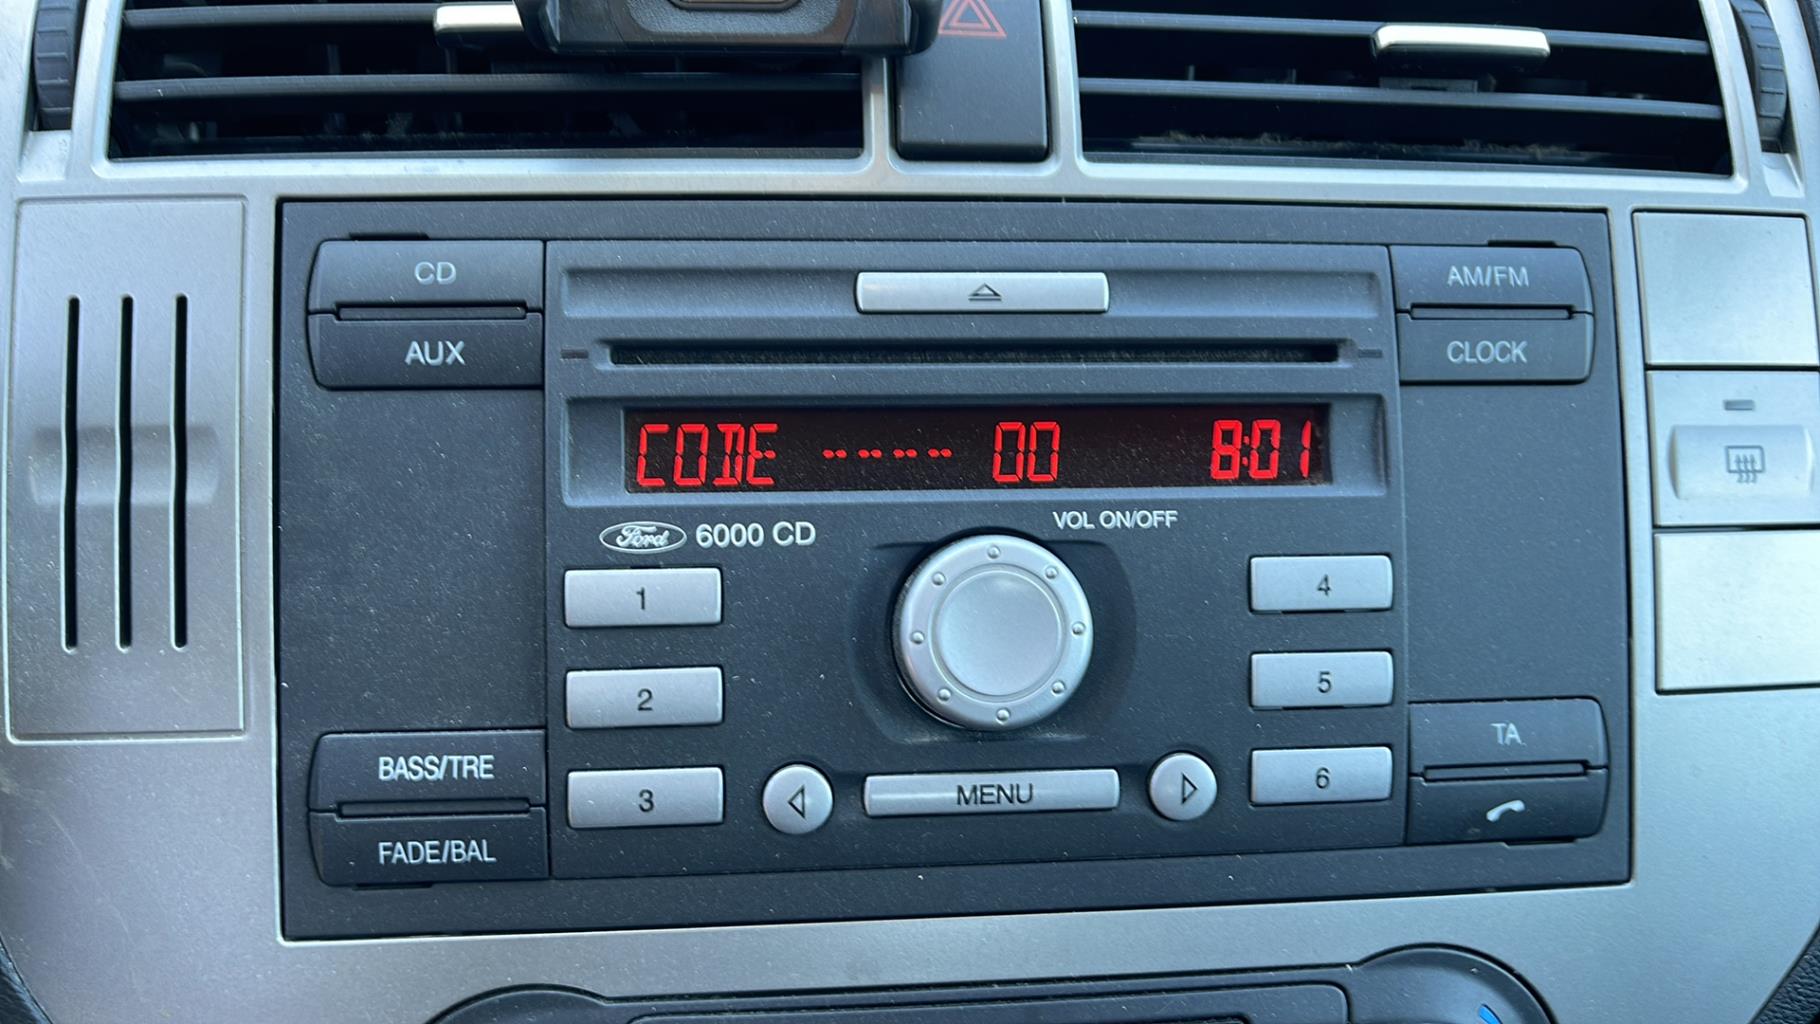 CD
AM/FM
AUX
CLOCK
CODE ---- 00 8:01
Ford 6000 CD
VOL ON/OFF
1
4
2
5
BASS/TRE
3
MENU
6
TA
FADE/BAL